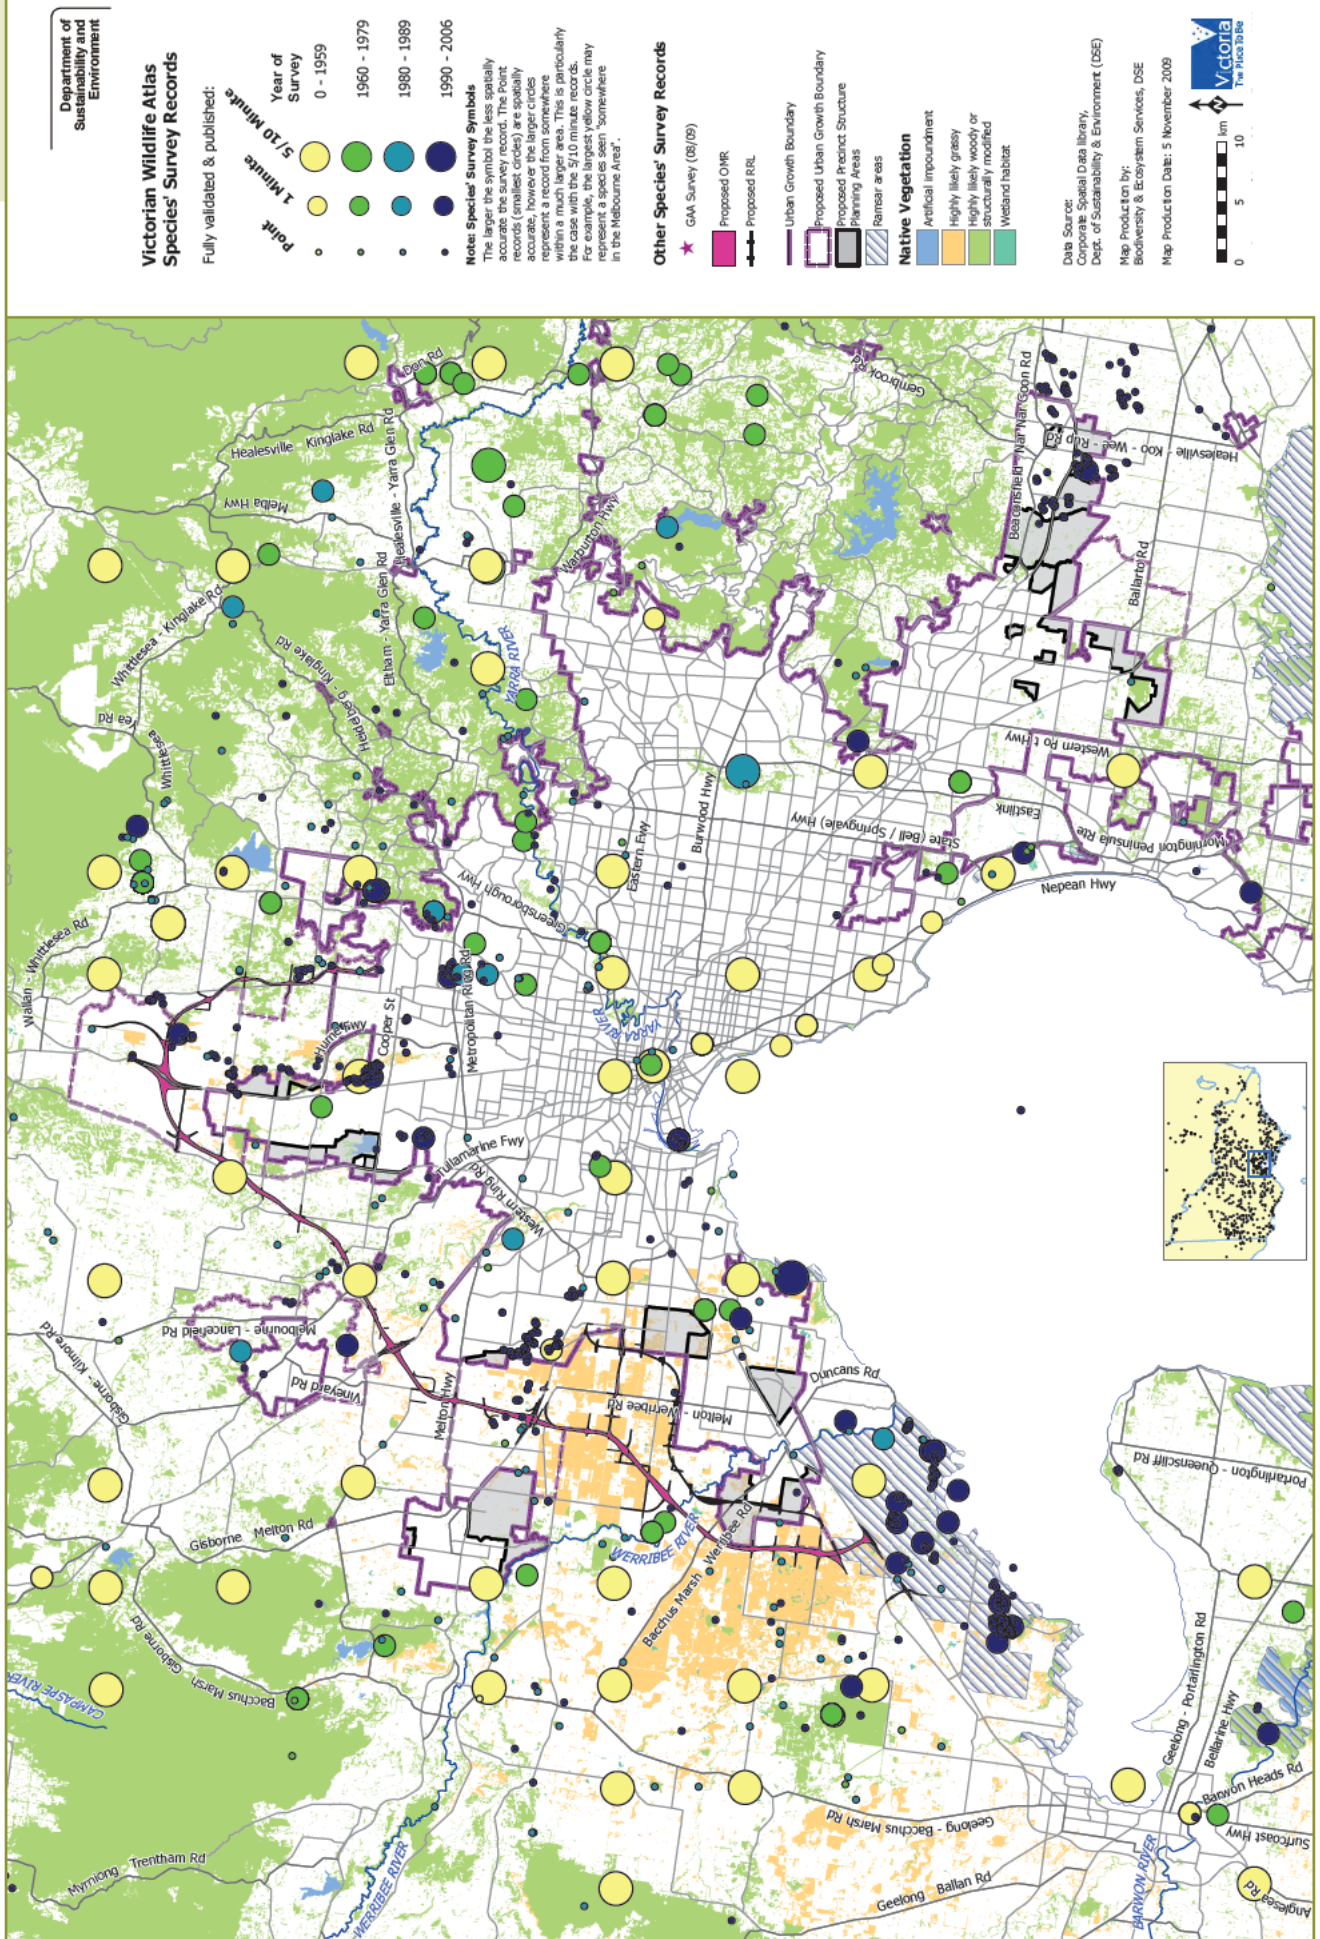 Department of
Sustainability and
Environment
Victorian Wildlife Atlas
Species' Survey Records
Fully validated & published:
Point
1 Minute
5/10 Minute
Year of
Survey
0 - 1959
1960 - 1979
1980 - 1989
1990 - 2006
Note: Species' Survey Symbols
The larger the symbol the less spatially
accurate the survey record. The Point
records (smallest circles) are spatially
accurate, however the larger circles
represent a record from somewhere
within a much larger area. This is particularly
the case with the 5/10 minute records.
For example, the largest yellow circle may
represent a species seen "somewhere
in the Melbourne Area".
Other Species' Survey Records
GAA Survey (08/09)
Proposed OMR
Proposed RRL
Urban Growth Boundary
Proposed Urban Growth Boundary
Proposed Precinct Structure
Planning Areas
Ramsar areas
Native Vegetation
Artificial impoundment
Highly likely grassy
Highly likely woody or
structurally modified
Wetland habitat
Data Source:
Corporate Spatial Data library,
Dept. of Sustainability & Environment (DSE)
Map Production by:
Biodiversity & Ecosystem Services, DSE
Map Production Date: 5 November 2009
0 5 10
km
N
Victoria
The Place To Be
CAMPASPE RIVER
Myrniong Trentham Rd
WERRIBEE RIVER
Bacchus Marsh
Gisborne Rd
Gisborne - Kilmore Rd
Gisborne Melton Rd
Vineyard Rd
Melbourne - Lancefield Rd
Melton Hwy
Wallan - Whittlesea Rd
Whittlesea
Yea Rd
Whittlesea - Kinglake Rd
Heidelberg - Kinglake Rd
Melba Hwy
Healesville Kinglake Rd
Healesville - Yarra Glen Rd
Eltham - Yarra Glen Rd
Don Rd
Hume Fwy
Cooper St
Metropolitan Ring Rd
Greensborough Hwy
Tullamarine Fwy
Western Ring Rd
YARRA RIVER
YARRA RIVER
Warburton Hwy
Eastern Fwy
Burwood Hwy
State (Bell / Springvale) Hwy
Gembrook Rd
Beaconsfield - Nar Nar Goon Rd
Healesville - Koo - Wee - Rup Rd
Ballarto Rd
Western Po t Hwy
Eastlink
Mornington Peninsula Rte
Nepean Hwy
Melton - Werribee Rd
Duncans Rd
WERRIBEE RIVER
Bacchus Marsh - Werribee Rd
Geelong - Bacchus Marsh Rd
Geelong Ballan Rd
BARWON RIVER
Geelong - Portarlington Rd
Bellarine Hwy
Portarlington - Queenscliff Rd
Barwon Heads Rd
Surfcoast Hwy
Anglesea Rd